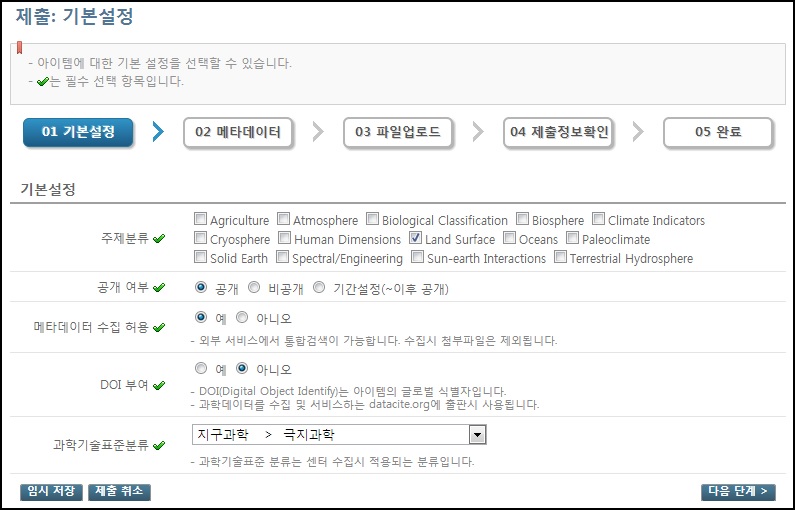 제출: 기본설정
- 아이템에 대한 기본 설정을 선택할 수 있습니다.
- 는 필수 선택 항목입니다.
01 기본설정 02 메타데이터 03 파일업로드 04 제출정보확인 05 완료
기본설정
주제분류
Agriculture Atmosphere Biological Classification Biosphere Climate Indicators
Cryosphere Human Dimensions Land Surface Oceans Paleoclimate
Solid Earth Spectral/Engineering Sun-earth Interactions Terrestrial Hydrosphere
공개 여부 공개 비공개 기간설정(~이후 공개)
메타데이터 수집 허용 예 아니오
- 외부 서비스에서 통합검색이 가능합니다. 수집시 첨부파일은 제외됩니다.
DOI 부여 예 아니오
- DOI(Digital Object Identify)는 아이템의 글로벌 식별자입니다.
- 과학데이터를 수집 및 서비스하는 datacite.org에 출판시 사용됩니다.
과학기술표준분류 지구과학 > 극지과학
- 과학기술표준 분류는 센터 수집시 적용되는 분류입니다.
임시 저장 제출 취소 다음 단계 >